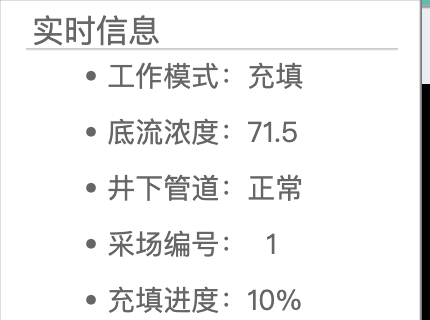 实时信息
• 工作模式：充填
• 底流浓度：71.5
• 井下管道：正常
• 采场编号： 1
• 充填进度：10%